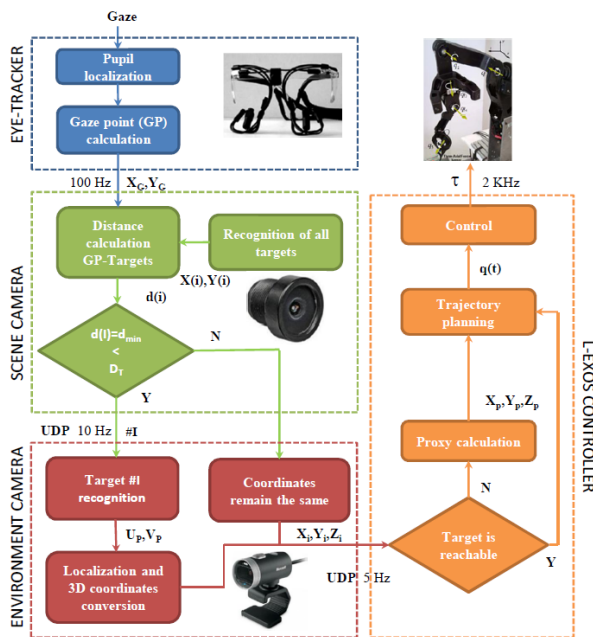 Gaze
EYE-TRACKER
Pupil
localization
Gaze point (GP)
calculation
100 Hz
X_G,Y_G
SCENE CAMERA
Distance
calculation
GP-Targets
Recognition of all
targets
X(i),Y(i)
d(i)
d(I)=d_min
<
D_T
N
Y
UDP 10 Hz #I
ENVIRONMENT CAMERA
Target #I
recognition
Coordinates
remain the same
U_P,V_P
X_i,Y_i,Z_i
Localization and
3D coordinates
conversion
UDP 5 Hz
L-EXOS CONTROLLER
τ 2 KHz
Control
q(t)
Trajectory
planning
X_p,Y_p,Z_p
Proxy calculation
N
Target is
reachable
Y